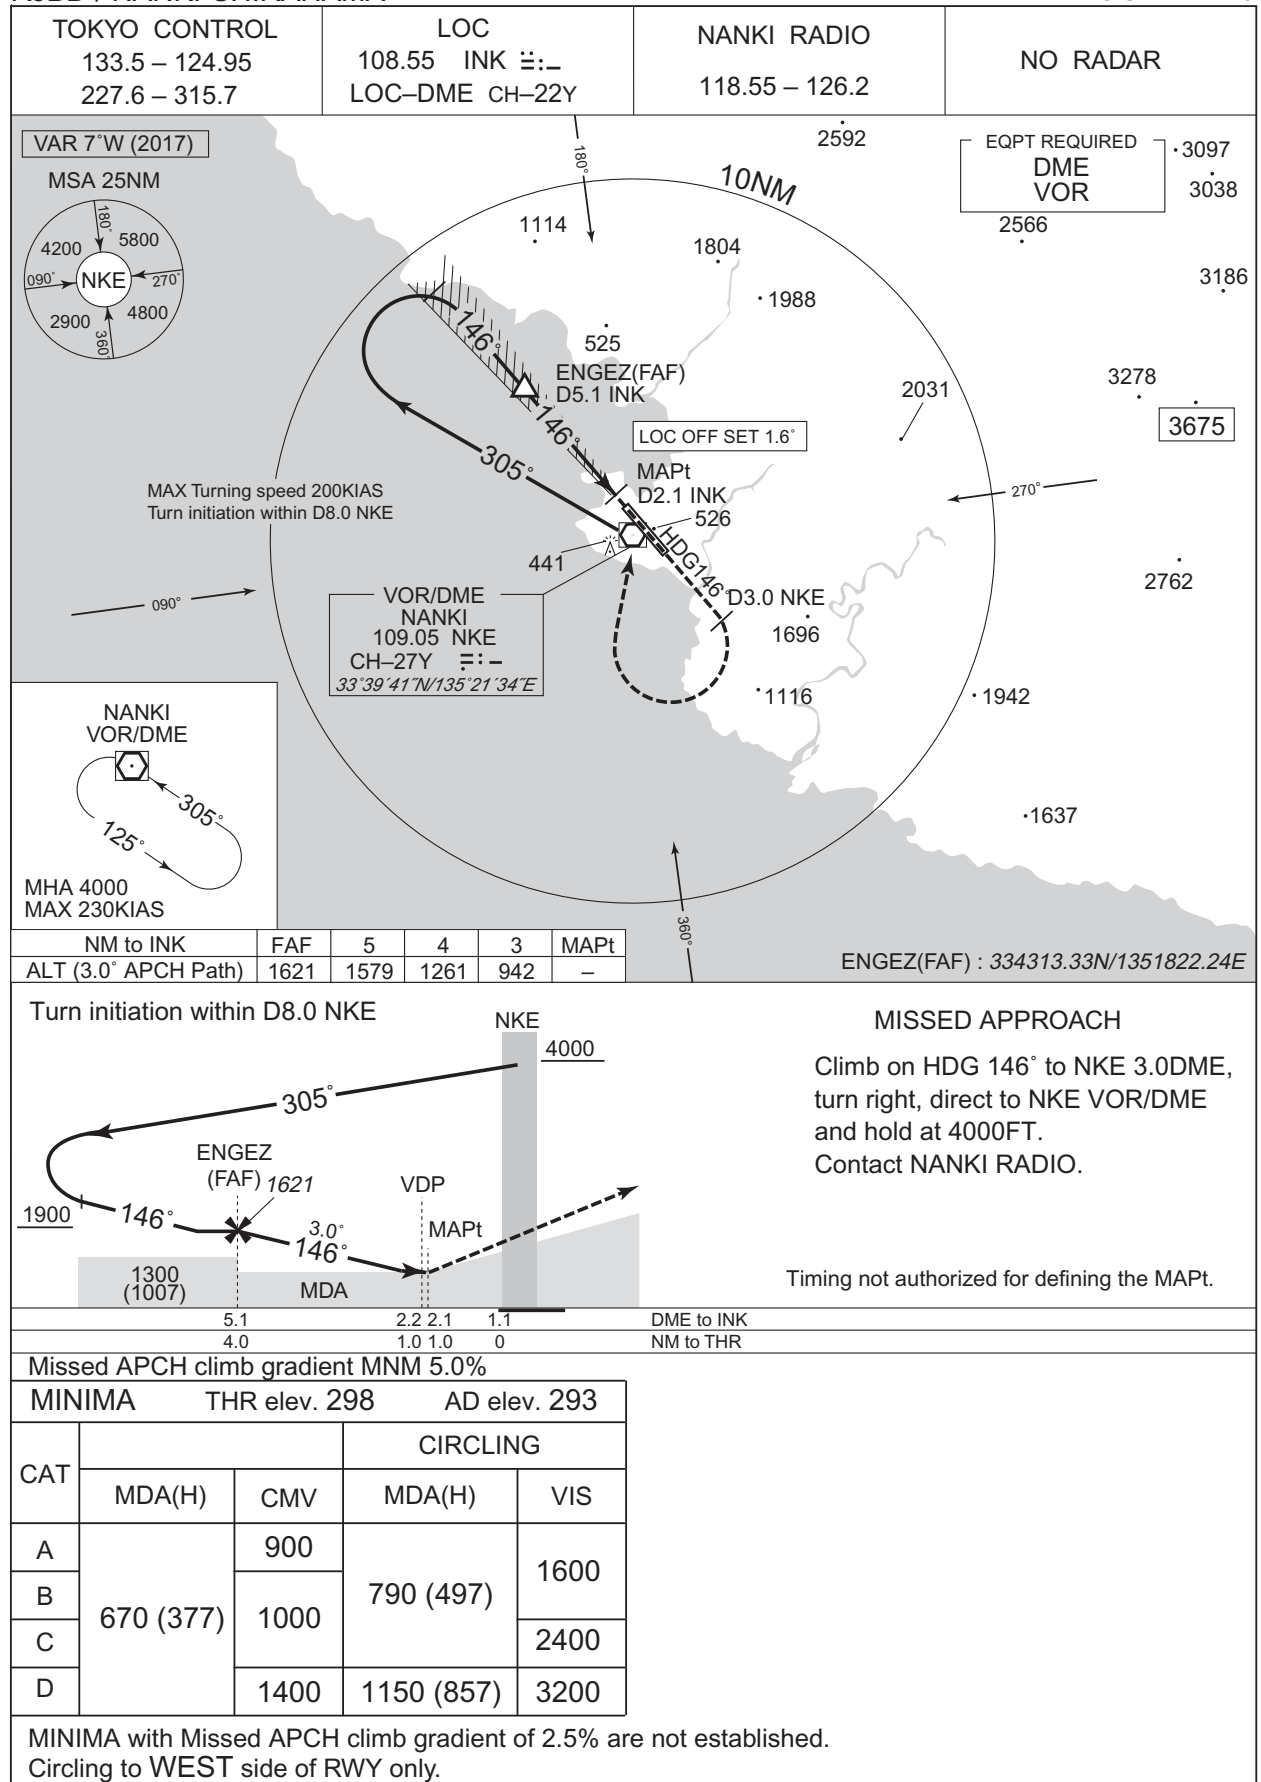 TOKYO CONTROL
133.5 – 124.95
227.6 – 315.7
LOC
108.55 INK
LOC–DME CH–22Y
NANKI RADIO
118.55 – 126.2
NO RADAR
VAR 7˚W (2017)
MSA 25NM
180˚
4200
5800
090˚
NKE
270˚
2900
4800
360˚
180˚
2592
EQPT REQUIRED
DME
VOR
3097
3038
10NM
1114
1804
2566
3186
1988
146˚
525
ENGEZ(FAF)
D5.1 INK
3278
2031
3675
146˚
LOC OFF SET 1.6˚
305˚
MAPt
D2.1 INK
MAX Turning speed 200KIAS
Turn initiation within D8.0 NKE
270˚
526
441
HDG146˚
2762
VOR/DME
NANKI
109.05 NKE
CH–27Y
33˚39´41˝N/135˚21´34˝E
090˚
D3.0 NKE
1696
1116
1942
NANKI
VOR/DME
305˚
125˚
MHA 4000
MAX 230KIAS
1637
360˚
NM to INK FAF 5 4 3 MAPt
ALT (3.0˚ APCH Path) 1621 1579 1261 942 –
ENGEZ(FAF) : 334313.33N/1351822.24E
Turn initiation within D8.0 NKE
NKE
4000
305˚
ENGEZ
(FAF) 1621
VDP
1900
146˚
3.0˚
146˚
MAPt
1300
(1007)
MDA
MISSED APPROACH
Climb on HDG 146˚ to NKE 3.0DME,
turn right, direct to NKE VOR/DME
and hold at 4000FT.
Contact NANKI RADIO.
Timing not authorized for defining the MAPt.
5.1 2.2 2.1 1.1 DME to INK
4.0 1.0 1.0 0 NM to THR
Missed APCH climb gradient MNM 5.0%
MINIMA THR elev. 298 AD elev. 293
CAT
CIRCLING
MDA(H) CMV MDA(H) VIS
A 900
B 670 (377) 1000 790 (497) 1600
C 2400
D 1400 1150 (857) 3200
MINIMA with Missed APCH climb gradient of 2.5% are not established.
Circling to WEST side of RWY only.